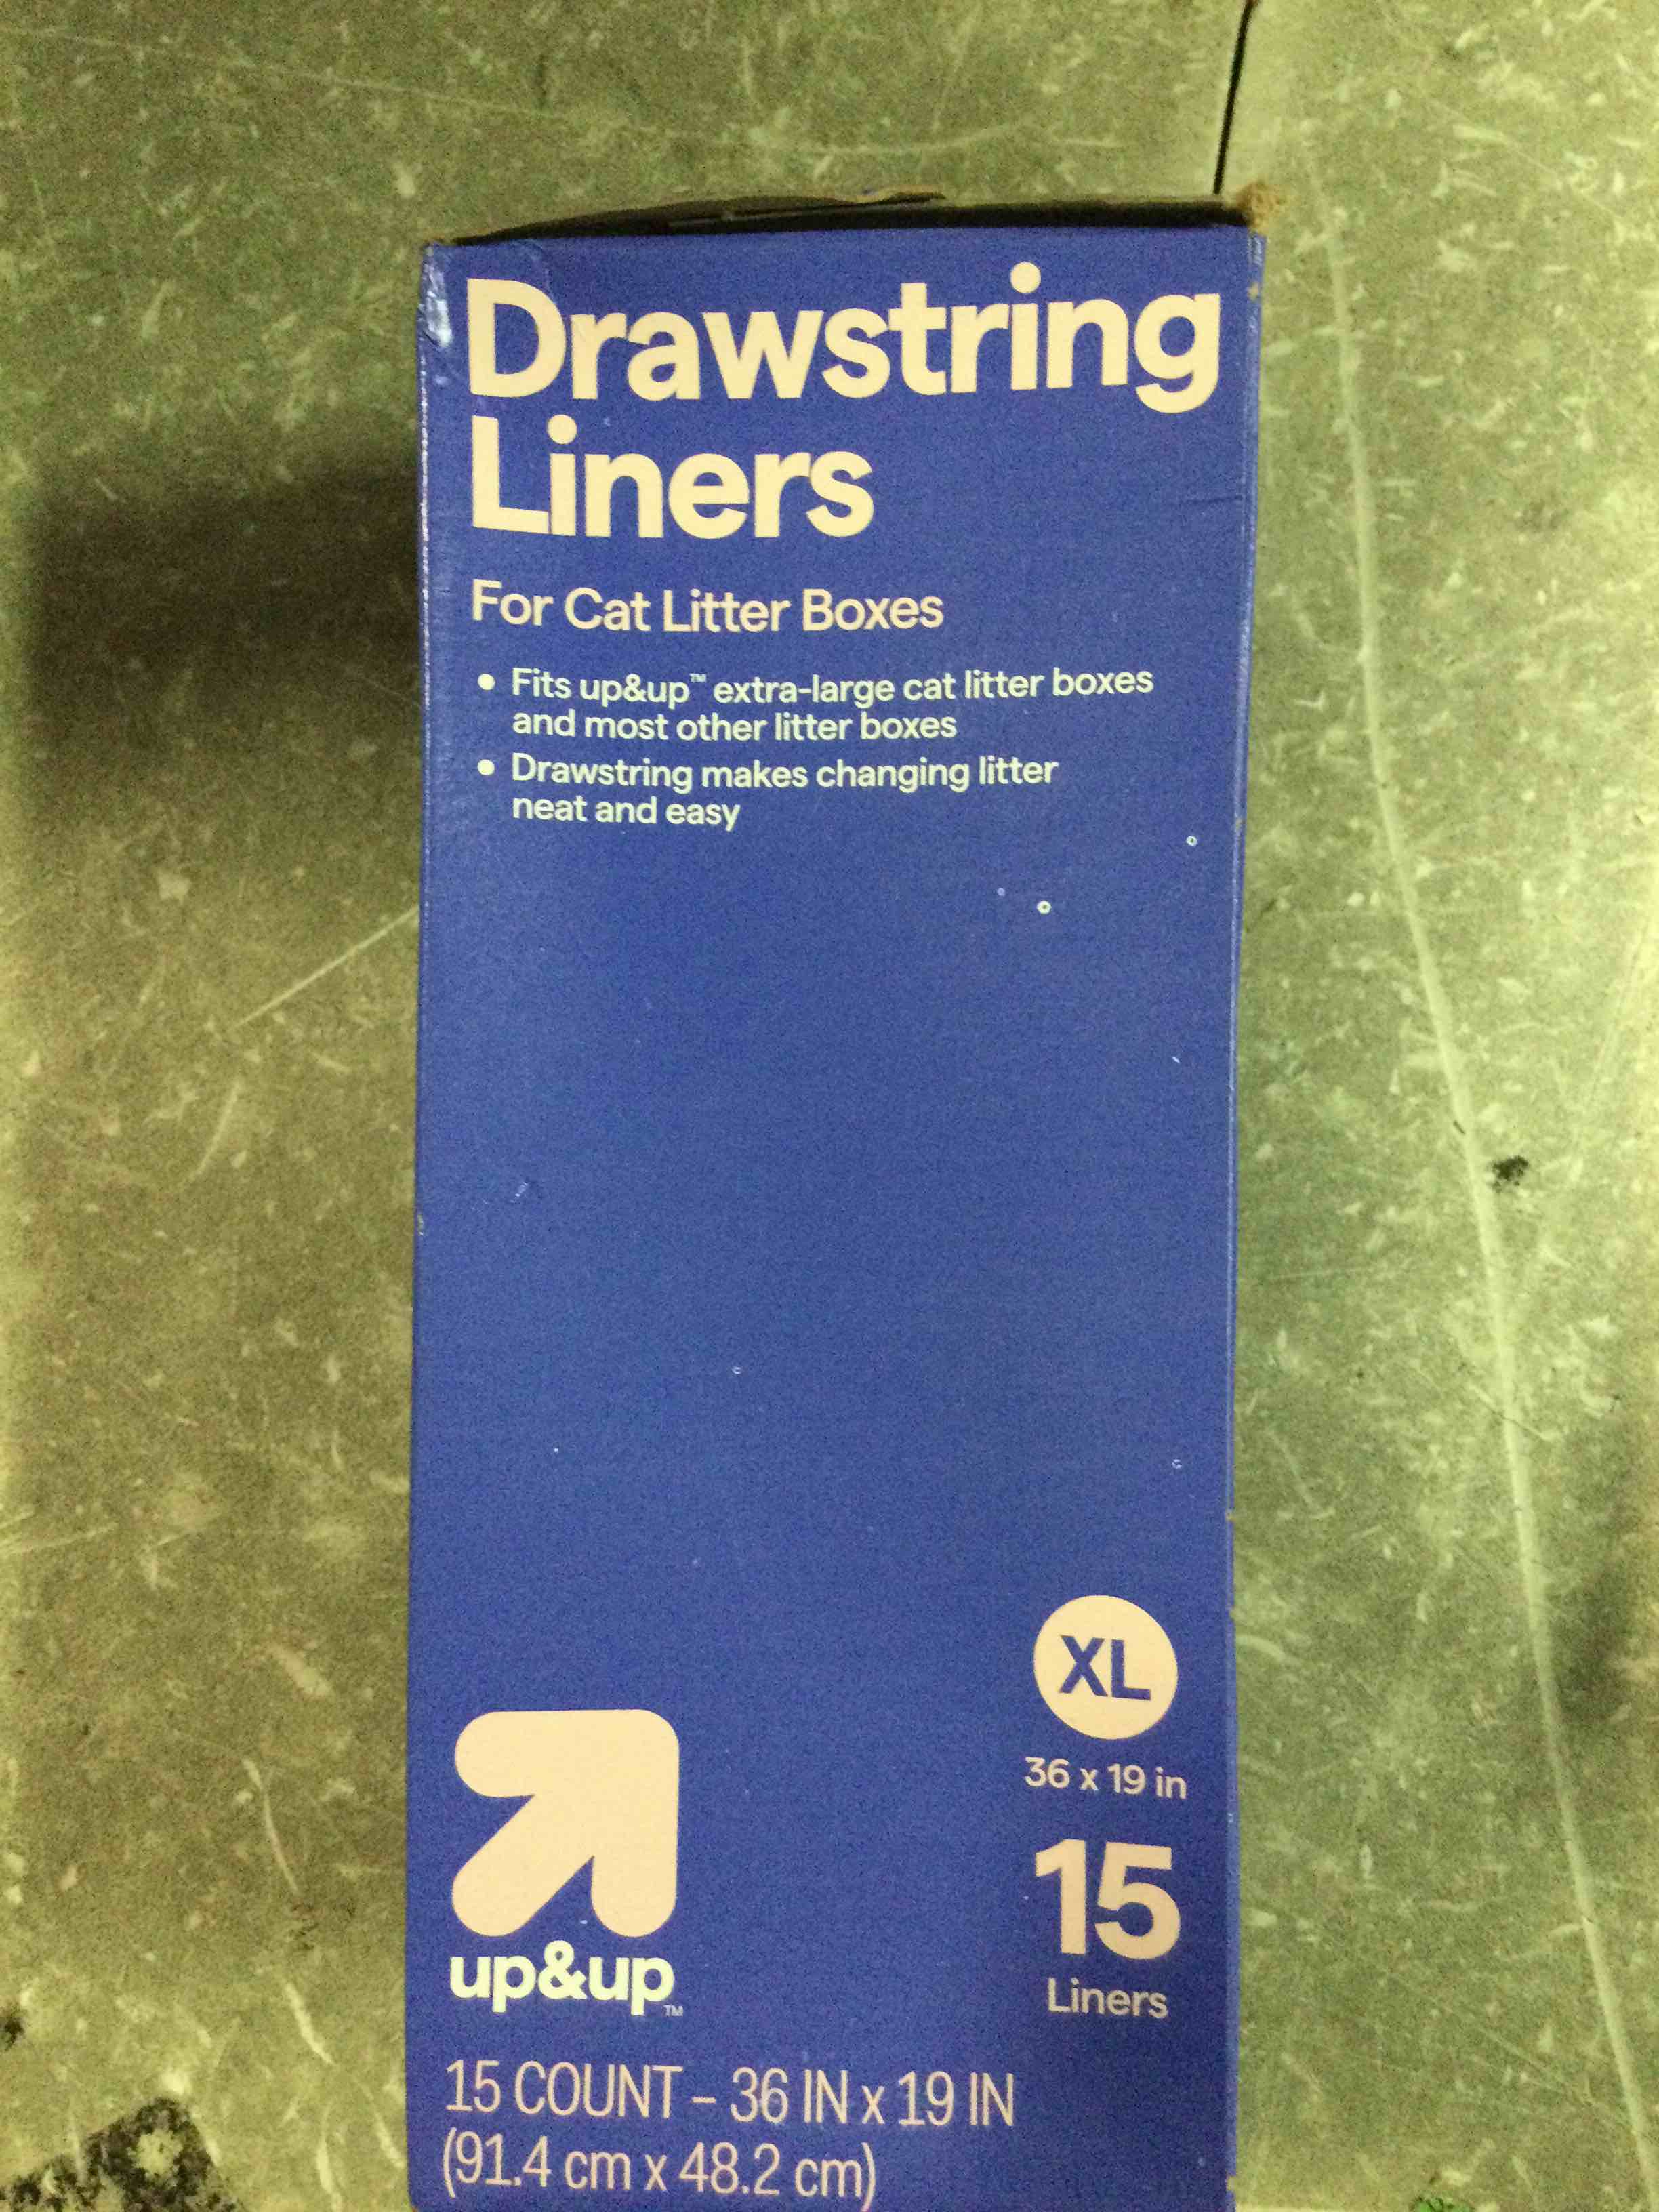 Drawstring
Liners
For Cat Litter Boxes
• Fits up&up™ extra-large cat litter boxes
and most other litter boxes
• Drawstring makes changing litter
neat and easy
XL
36 x 19 in
15
Liners
up&up™
15 COUNT – 36 IN x 19 IN
(91.4 cm x 48.2 cm)